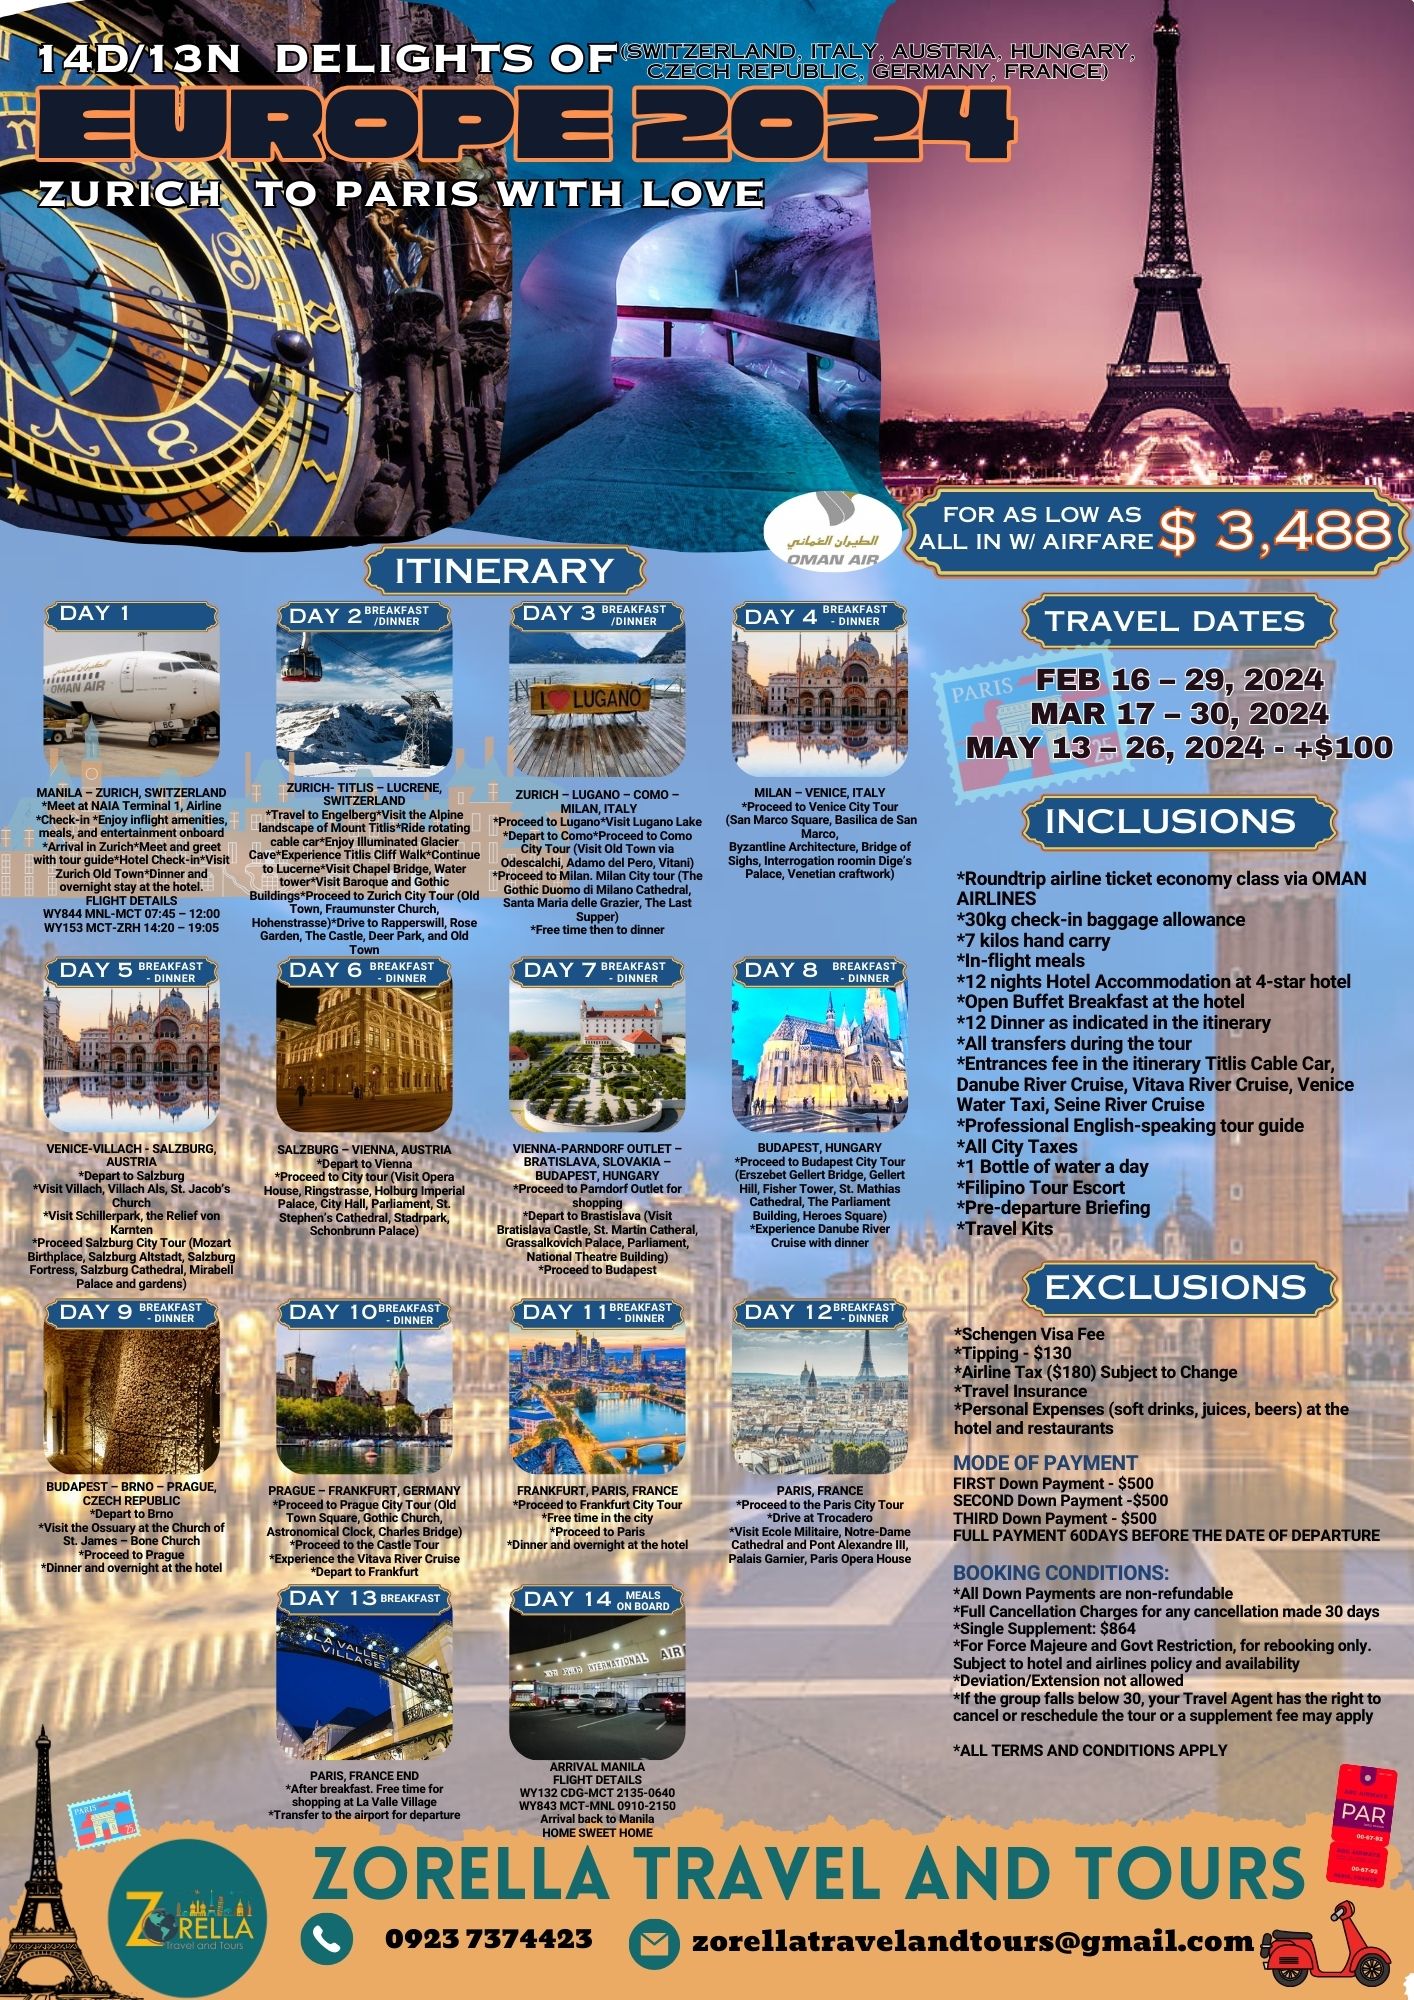 14D/13N DELIGHTS OF (SWITZERLAND, ITALY, AUSTRIA, HUNGARY,
CZECH REPUBLIC, GERMANY, FRANCE)
EUROPE 2024
ZURICH TO PARIS WITH LOVE
الطيران العماني
OMAN AIR
FOR AS LOW AS
ALL IN W/ AIRFARE $ 3,488
ITINERARY
DAY 1
OMAN AIR
MANILA – ZURICH, SWITZERLAND
*Meet at NAIA Terminal 1, Airline
*Check-in *Enjoy inflight amenities,
meals, and entertainment onboard
*Arrival in Zurich*Meet and greet
with tour guide*Hotel Check-in*Visit
Zurich Old Town*Dinner and
overnight stay at the hotel.
FLIGHT DETAILS
WY844 MNL-MCT 07:45 – 12:00
WY153 MCT-ZRH 14:20 – 19:05
DAY 2 BREAKFAST
/DINNER
ZURICH- TITLIS – LUCRENE,
SWITZERLAND
*Travel to Engelberg*Visit the Alpine
landscape of Mount Titlis*Ride rotating
cable car*Enjoy Illuminated Glacier
Cave*Experience Titlis Cliff Walk*Continue
to Lucerne*Visit Chapel Bridge, Water
tower*Visit Baroque and Gothic
Buildings*Proceed to Zurich City Tour (Old
Town, Fraumunster Church,
Hohenstrasse)*Drive to Rapperswill, Rose
Garden, The Castle, Deer Park, and Old
Town
DAY 3 BREAKFAST
/DINNER
I ❤ LUGANO
ZURICH – LUGANO – COMO –
MILAN, ITALY
*Proceed to Lugano*Visit Lugano Lake
*Depart to Como*Proceed to Como
City Tour (Visit Old Town via
Odescalchi, Adamo del Pero, Vitani)
*Proceed to Milan. Milan City tour (The
Gothic Duomo di Milano Cathedral,
Santa Maria delle Grazier, The Last
Supper)
*Free time then to dinner
DAY 4 BREAKFAST
- DINNER
MILAN – VENICE, ITALY
*Proceed to Venice City Tour
(San Marco Square, Basilica de San
Marco,
Byzantline Architecture, Bridge of
Sighs, Interrogation roomin Dige's
Palace, Venetian craftwork)
DAY 5 BREAKFAST
- DINNER
VENICE-VILLACH - SALZBURG,
AUSTRIA
*Depart to Salzburg
*Visit Villach, Villach Als, St. Jacob's
Church
*Visit Schillerpark, the Relief von
Karnten
*Proceed Salzburg City Tour (Mozart
Birthplace, Salzburg Altstadt, Salzburg
Fortress, Salzburg Cathedral, Mirabell
Palace and gardens)
DAY 6 BREAKFAST
- DINNER
SALZBURG – VIENNA, AUSTRIA
*Depart to Vienna
*Proceed to City tour (Visit Opera
House, Ringstrasse, Holburg Imperial
Palace, City Hall, Parliament, St.
Stephen's Cathedral, Stadrpark,
Schonbrunn Palace)
DAY 7 BREAKFAST
- DINNER
VIENNA-PARNDORF OUTLET –
BRATISLAVA, SLOVAKIA –
BUDAPEST, HUNGARY
*Proceed to Parndorf Outlet for
shopping
*Depart to Brastislava (Visit
Bratislava Castle, St. Martin Catheral,
Grassalkovich Palace, Parliament,
National Theatre Building)
*Proceed to Budapest
DAY 8 BREAKFAST
- DINNER
BUDAPEST, HUNGARY
*Proceed to Budapest City Tour
(Erszebet Gellert Bridge, Gellert
Hill, Fisher Tower, St. Mathias
Cathedral, The Parliament
Building, Heroes Square)
*Experience Danube River
Cruise with dinner
DAY 9 BREAKFAST
- DINNER
BUDAPEST – BRNO – PRAGUE,
CZECH REPUBLIC
*Depart to Brno
*Visit the Ossuary at the Church of
St. James – Bone Church
*Proceed to Prague
*Dinner and overnight at the hotel
DAY 10 BREAKFAST
- DINNER
PRAGUE – FRANKFURT, GERMANY
*Proceed to Prague City Tour (Old
Town Square, Gothic Church,
Astronomical Clock, Charles Bridge)
*Proceed to the Castle Tour
*Experience the Vitava River Cruise
*Depart to Frankfurt
DAY 11 BREAKFAST
- DINNER
FRANKFURT, PARIS, FRANCE
*Proceed to Frankfurt City Tour
*Free time in the city
*Proceed to Paris
*Dinner and overnight at the hotel
DAY 12 BREAKFAST
- DINNER
PARIS, FRANCE
*Proceed to the Paris City Tour
*Drive at Trocadero
*Visit Ecole Militaire, Notre-Dame
Cathedral and Pont Alexandre III,
Palais Garnier, Paris Opera House
DAY 13 BREAKFAST
LA VALLEE
VILLAGE
PARIS, FRANCE END
*After breakfast. Free time for
shopping at La Valle Village
*Transfer to the airport for departure
DAY 14 MEALS
ON BOARD
INTERNATIONAL
ARRIVAL MANILA
FLIGHT DETAILS
WY132 CDG-MCT 2135-0640
WY843 MCT-MNL 0910-2150
Arrival back to Manila
HOME SWEET HOME
TRAVEL DATES
PARIS
FEB 16 – 29, 2024
MAR 17 – 30, 2024
MAY 13 – 26, 2024 - +$100
INCLUSIONS
*Roundtrip airline ticket economy class via OMAN
AIRLINES
*30kg check-in baggage allowance
*7 kilos hand carry
*In-flight meals
*12 nights Hotel Accommodation at 4-star hotel
*Open Buffet Breakfast at the hotel
*12 Dinner as indicated in the itinerary
*All transfers during the tour
*Entrances fee in the itinerary Titlis Cable Car,
Danube River Cruise, Vitava River Cruise, Venice
Water Taxi, Seine River Cruise
*Professional English-speaking tour guide
*All City Taxes
*1 Bottle of water a day
*Filipino Tour Escort
*Pre-departure Briefing
*Travel Kits
EXCLUSIONS
*Schengen Visa Fee
*Tipping - $130
*Airline Tax ($180) Subject to Change
*Travel Insurance
*Personal Expenses (soft drinks, juices, beers) at the
hotel and restaurants
MODE OF PAYMENT
FIRST Down Payment - $500
SECOND Down Payment -$500
THIRD Down Payment - $500
FULL PAYMENT 60DAYS BEFORE THE DATE OF DEPARTURE
BOOKING CONDITIONS:
*All Down Payments are non-refundable
*Full Cancellation Charges for any cancellation made 30 days
*Single Supplement: $864
*For Force Majeure and Govt Restriction, for rebooking only.
Subject to hotel and airlines policy and availability
*Deviation/Extension not allowed
*If the group falls below 30, your Travel Agent has the right to
cancel or reschedule the tour or a supplement fee may apply
*ALL TERMS AND CONDITIONS APPLY
PARIS
PAR
00-67-92
00-67-92
ZORELLA
Travel and Tours
ZORELLA TRAVEL AND TOURS
0923 7374423
zorellatravelandtours@gmail.com